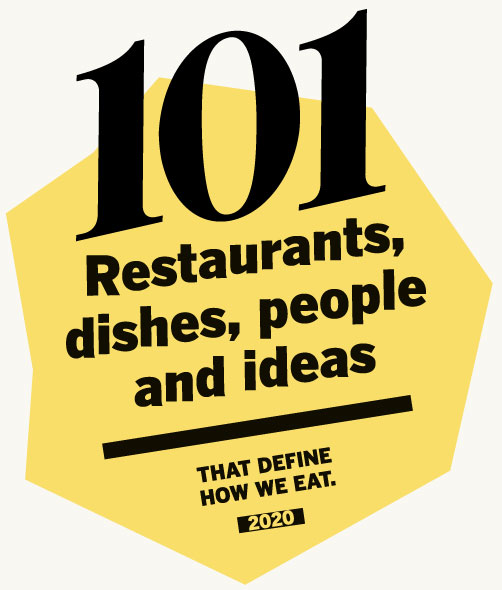 101
Restaurants,
dishes, people
and ideas
THAT DEFINE
HOW WE EAT.
2020